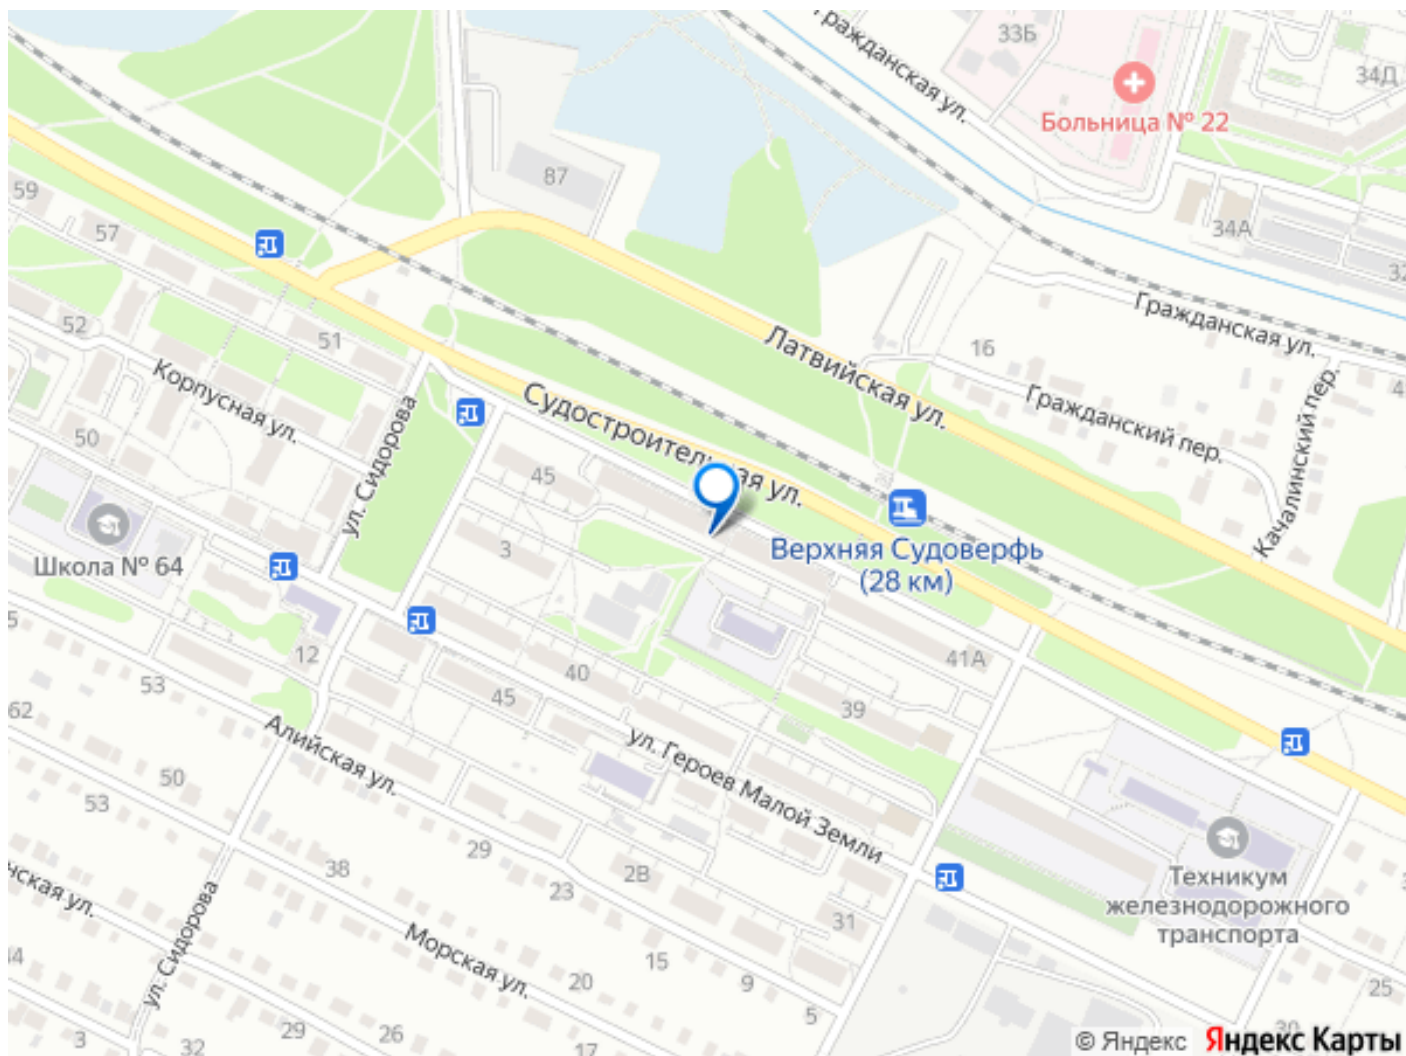 Гражданская ул.
33Б
34Д
Больница № 22
87
59
34А
57
32
Гражданская ул.
52
51
Латвийская ул.
16
4
Корпусная ул.
Судостроительная ул.
Гражданский пер.
Качалинский пер.
ул. Сидорова
50
45
Школа № 64
3
Верхняя Судоверфь
(28 км)
12
41А
53
40
45
39
62
Алийская ул.
ул. Героев Малой Земли
50
53
29
38
2В
23
31
Техникум
железнодорожного
транспорта
нская ул.
ул. Сидорова
Морская ул.
15
20
9
25
5
3
32
29
26
17
30
© Яндекс Яндекс Карты